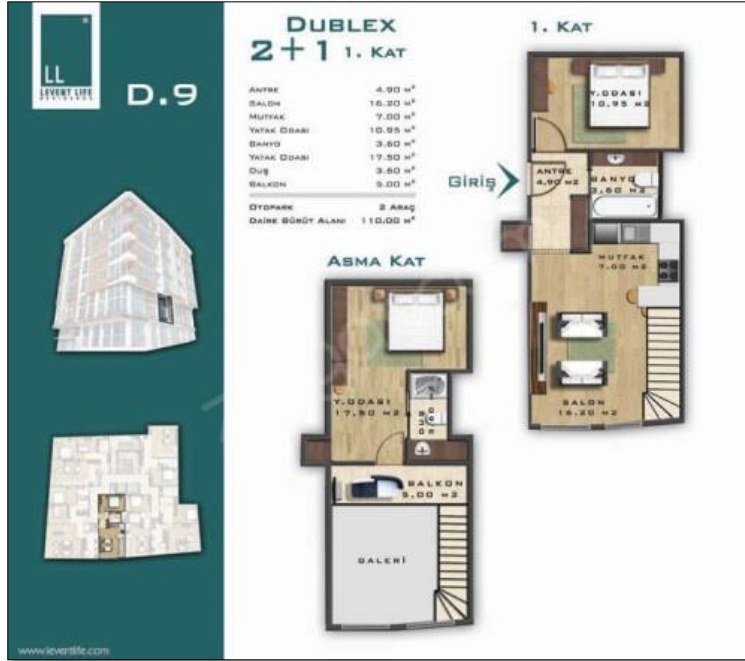 LL
LEVENT LIFE
RESIDENCE
D.9
DUBLEX
2+1 1. KAT
ANTRE 4.90 M²
SALON 16.20 M²
MUTFAK 7.00 M²
YATAK ODASI 10.95 M²
BANYO 3.60 M²
YATAK ODASI 17.50 M²
DUŞ 3.60 M²
BALKON 5.00 M²
OTOPARK 2 ARAÇ
DAİRE BÜRÜT ALANI 110.00 M²
1. KAT
Y.ODASI
10.95 M2
GİRİŞ
ANTRE
4.90 M2
BANYO
3.60 M2
MUTFAK
7.00 M2
SALON
16.20 M2
ASMA KAT
Y.ODASI
17.50 M2
DUŞ
BALKON
5.00 M2
GALERİ
www.leventlife.com